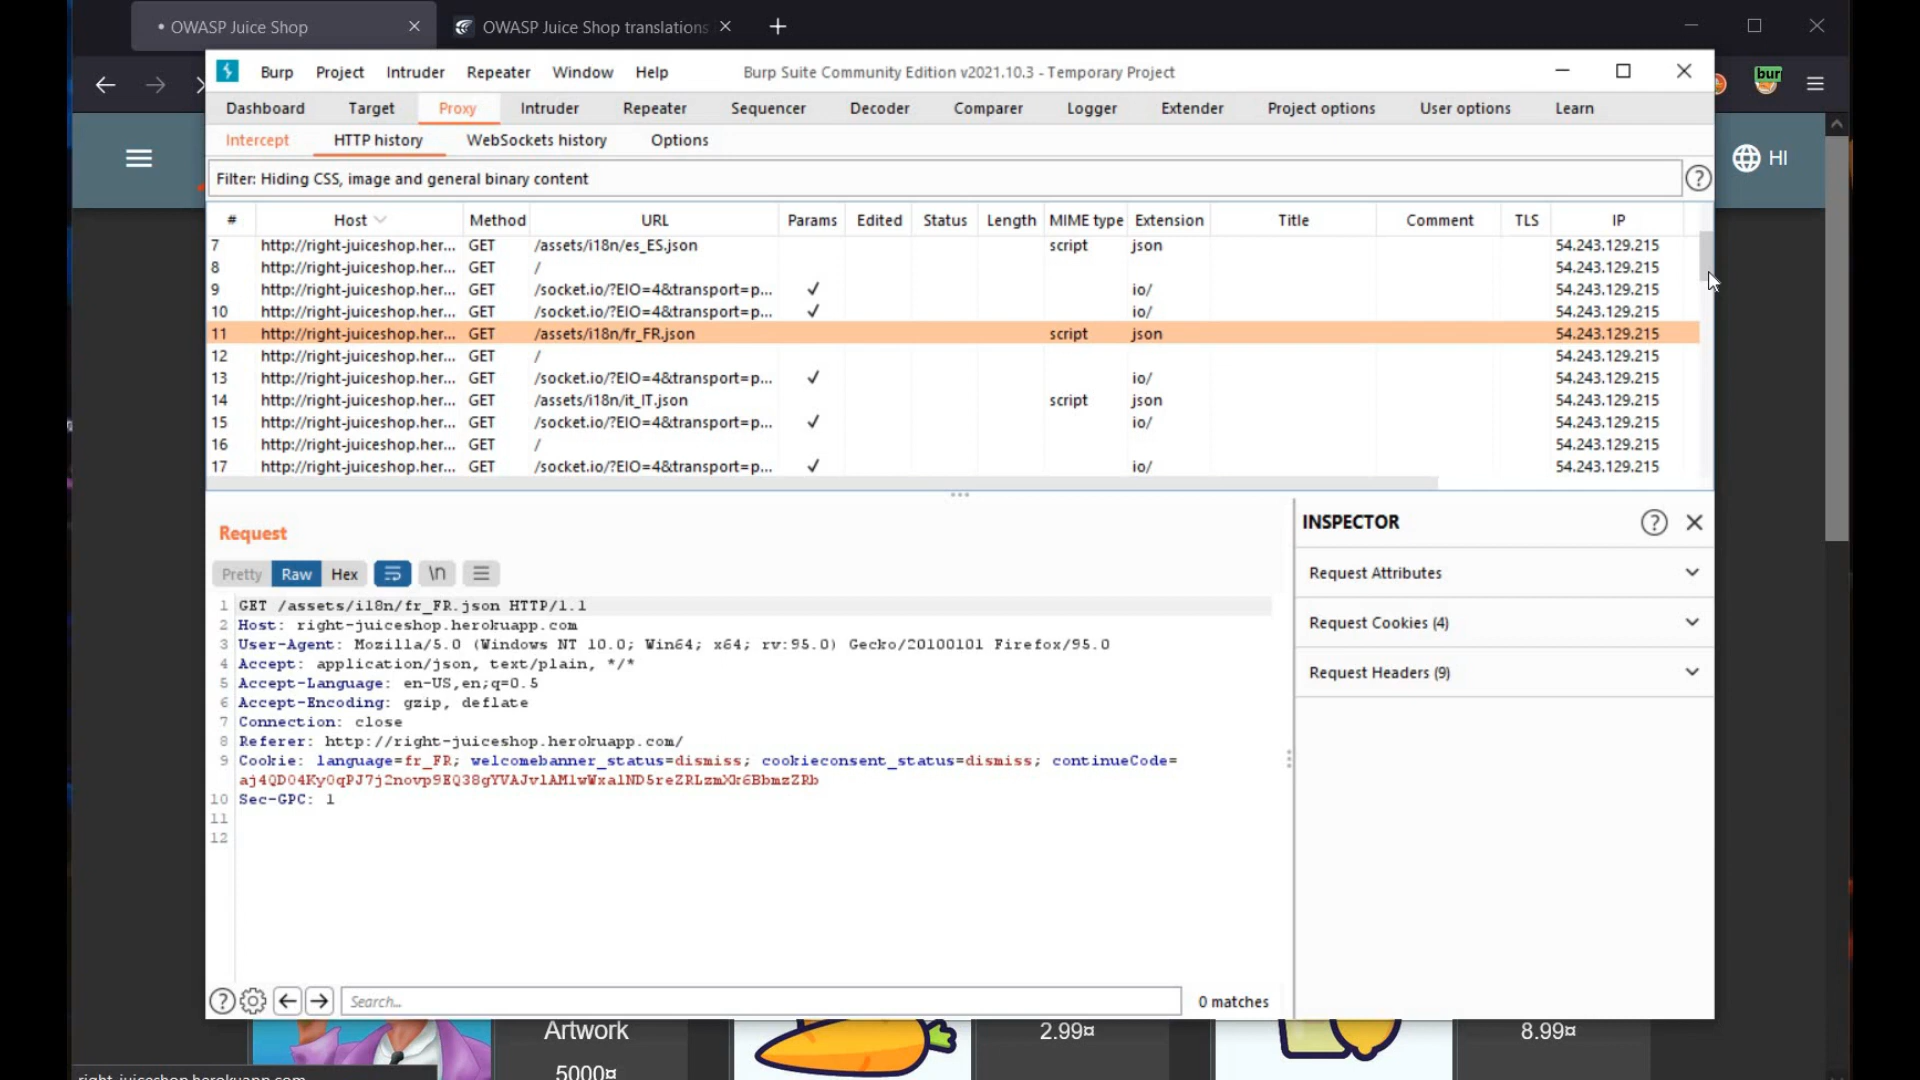 OWASP Juice Shop
OWASP Juice Shop translations
Burp Project Intruder Repeater Window Help Burp Suite Community Edition v2021.10.3 - Temporary Project
bur
Dashboard Target Proxy Intruder Repeater Sequencer Decoder Comparer Logger Extender Project options User options Learn
Intercept HTTP history WebSockets history Options
HI
Filter: Hiding CSS, image and general binary content
# Host Method URL Params Edited Status Length MIME type Extension Title Comment TLS IP
7 http://right-juiceshop.her... GET /assets/i18n/es_ES.json script json 54.243.129.215
8 http://right-juiceshop.her... GET / 54.243.129.215
9 http://right-juiceshop.her... GET /socket.io/?EIO=4&transport=p... ✓ io/ 54.243.129.215
10 http://right-juiceshop.her... GET /socket.io/?EIO=4&transport=p... ✓ io/ 54.243.129.215
11 http://right-juiceshop.her... GET /assets/i18n/fr_FR.json script json 54.243.129.215
12 http://right-juiceshop.her... GET / 54.243.129.215
13 http://right-juiceshop.her... GET /socket.io/?EIO=4&transport=p... ✓ io/ 54.243.129.215
14 http://right-juiceshop.her... GET /assets/i18n/it_IT.json script json 54.243.129.215
15 http://right-juiceshop.her... GET /socket.io/?EIO=4&transport=p... ✓ io/ 54.243.129.215
16 http://right-juiceshop.her... GET / 54.243.129.215
17 http://right-juiceshop.her... GET /socket.io/?EIO=4&transport=p... ✓ io/ 54.243.129.215
Request
Pretty Raw Hex \n
1 GET /assets/i18n/fr_FR.json HTTP/1.1
2 Host: right-juiceshop.herokuapp.com
3 User-Agent: Mozilla/5.0 (Windows NT 10.0; Win64; x64; rv:95.0) Gecko/20100101 Firefox/95.0
4 Accept: application/json, text/plain, */*
5 Accept-Language: en-US,en;q=0.5
6 Accept-Encoding: gzip, deflate
7 Connection: close
8 Referer: http://right-juiceshop.herokuapp.com/
9 Cookie: language=fr_FR; welcomebanner_status=dismiss; cookieconsent_status=dismiss; continueCode=
10 Sec-GPC: 1
11
12
INSPECTOR
Request Attributes
Request Cookies (4)
Request Headers (9)
Search...
0 matches
Artwork
5000¤
2.99¤
8.99¤
right-juiceshop.herokuapp.com